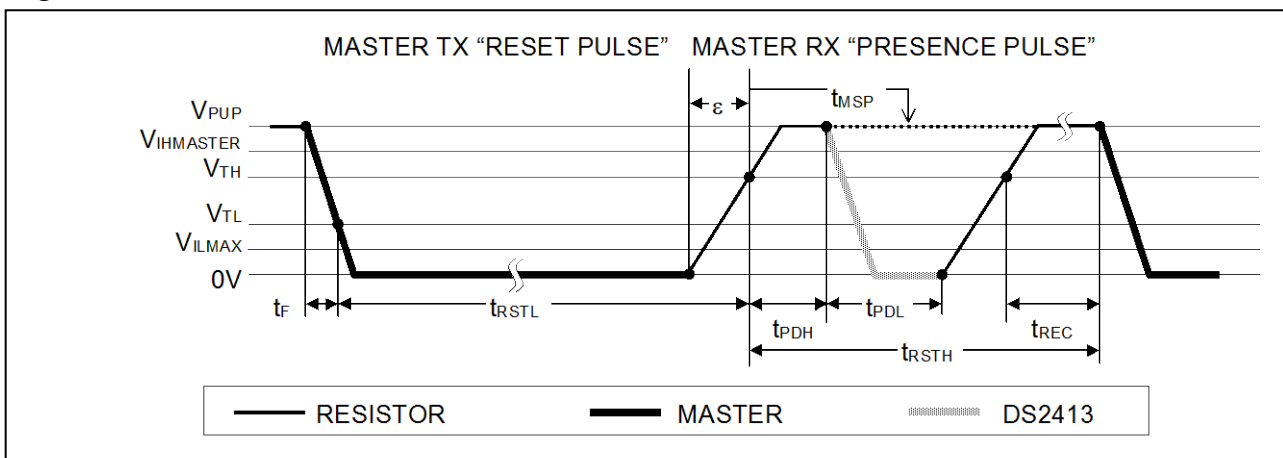 MASTER TX “RESET PULSE” MASTER RX “PRESENCE PULSE”
ε tMSP
VPUP
VIHMASTER
VTH
VTL
VILMAX
0V
tF tRSTL tPDH tPDL tREC
tRSTH
RESISTOR MASTER DS2413